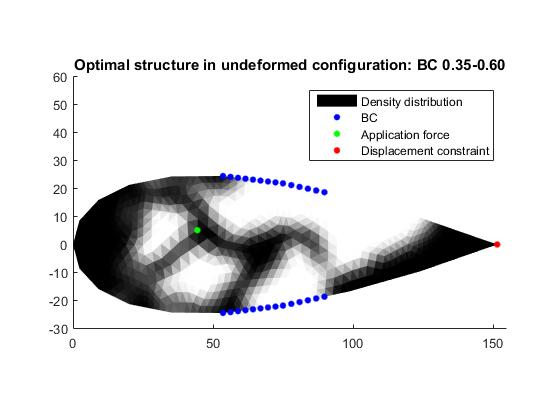 Optimal structure in undeformed configuration: BC 0.35-0.60
60
50
40
30
20
10
0
-10
-20
-30
0 50 100 150
Density distribution
BC
Application force
Displacement constraint